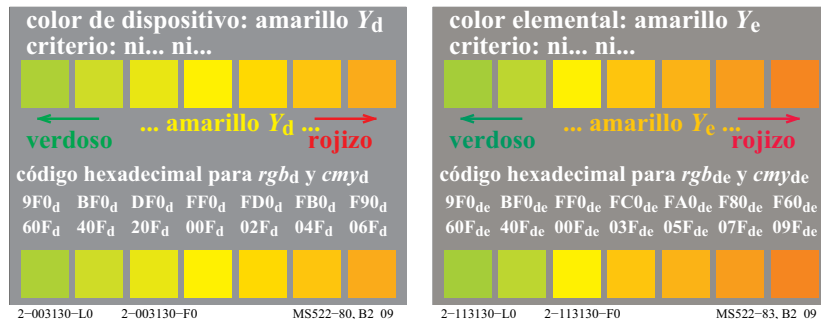 color de dispositivo: amarillo Yd
criterio: ni... ni...
... amarillo Yd ...
verdoso
rojizo
código hexadecimal para rgbd y cmyd
9F0d BF0d DF0d FF0d FD0d FB0d F90d
60Fd 40Fd 20Fd 00Fd 02Fd 04Fd 06Fd
2-003130-L0 2-003130-F0 MS522-80, B2_09
color elemental: amarillo Ye
criterio: ni... ni...
... amarillo Ye ...
verdoso
rojizo
código hexadecimal para rgbde y cmyde
9F0de BF0de FF0de FC0de FA0de F80de F60de
60Fde 40Fde 00Fde 03Fde 05Fde 07Fde 09Fde
2-113130-L0 2-113130-F0 MS522-83, B2_09